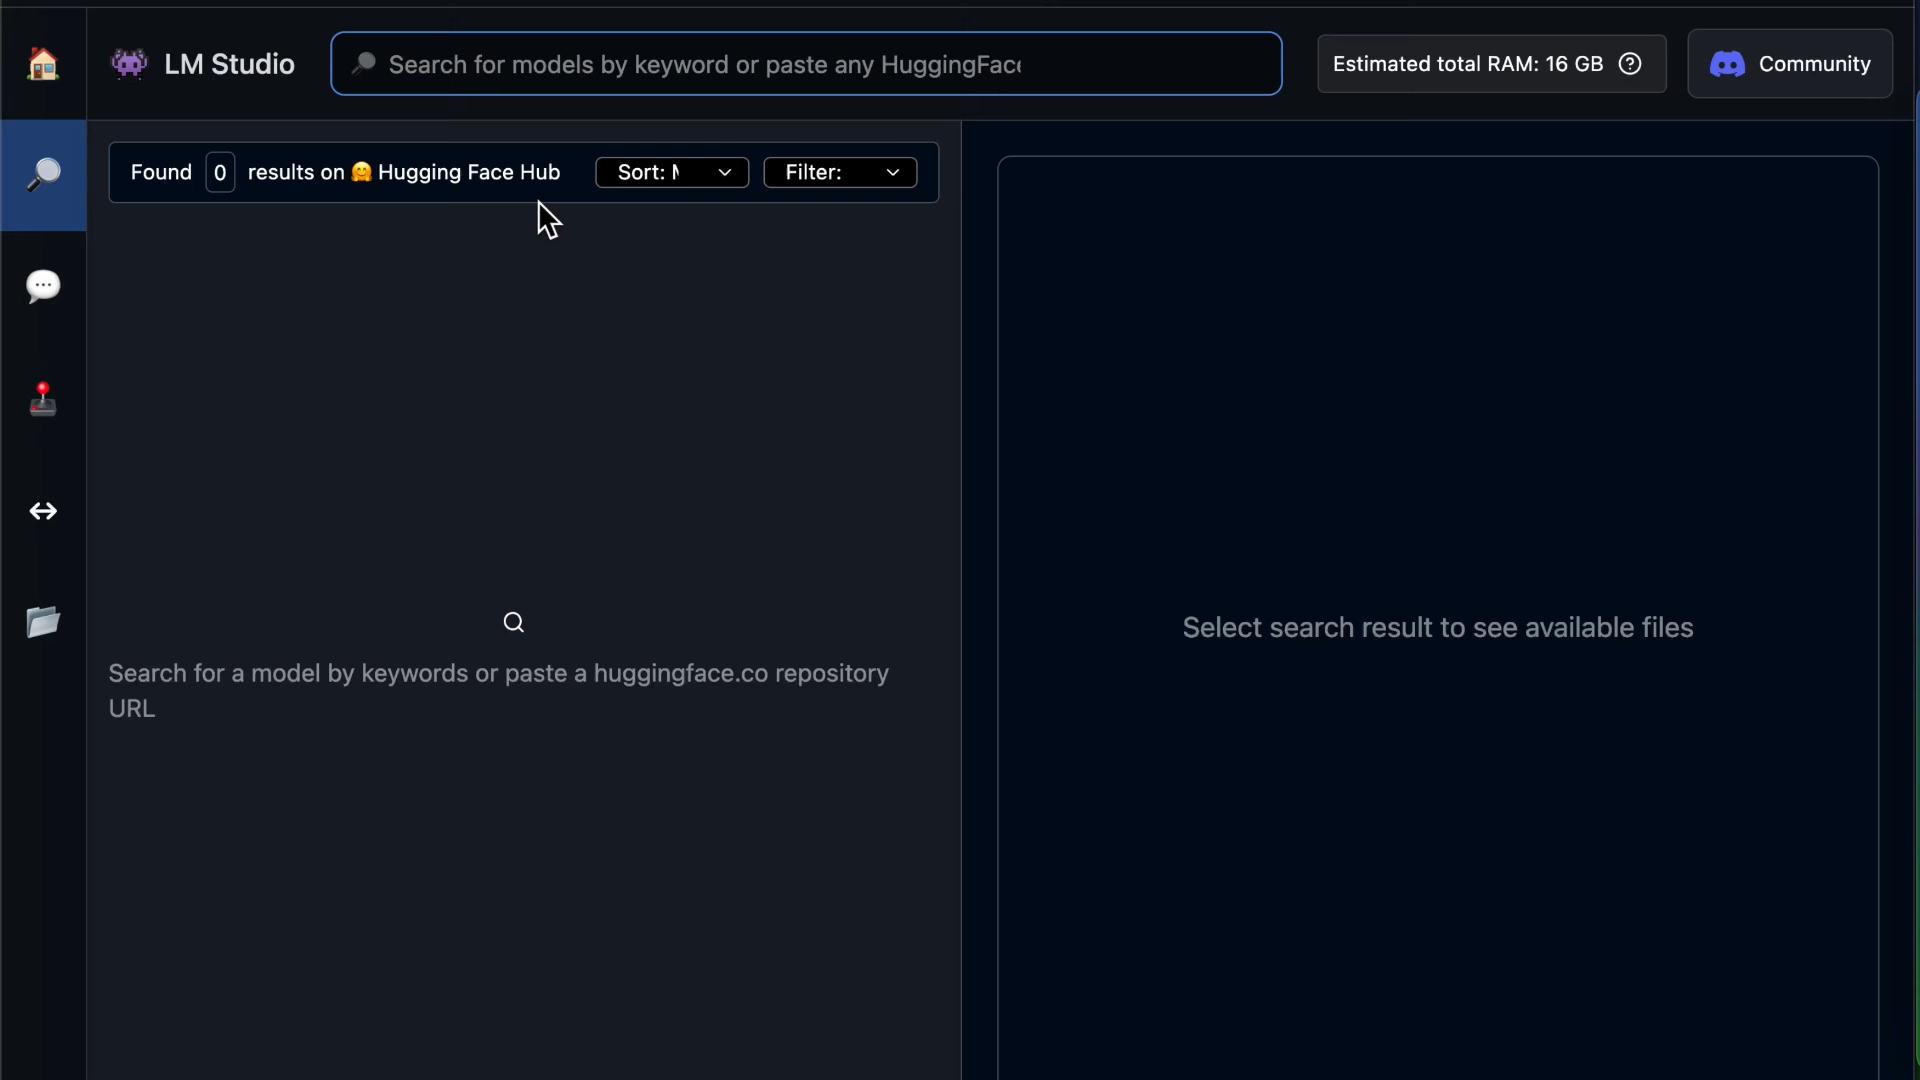 LM Studio
Search for models by keyword or paste any HuggingFac
Estimated total RAM: 16 GB
Community
Found 0 results on 🤗 Hugging Face Hub
Sort:
Filter:
Search for a model by keywords or paste a huggingface.co repository
URL
Select search result to see available files